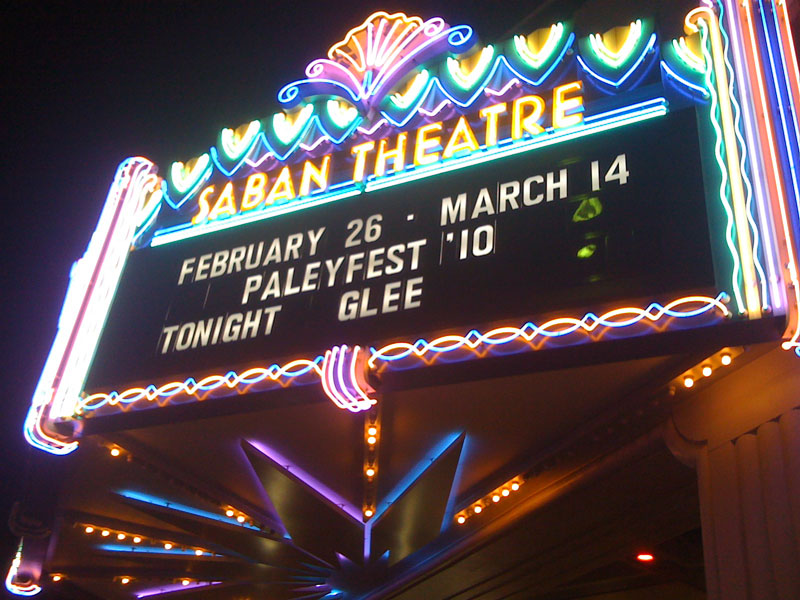 SABAN THEATRE
FEBRUARY 26 - MARCH 14
PALEYFEST '10
TONIGHT GLEE